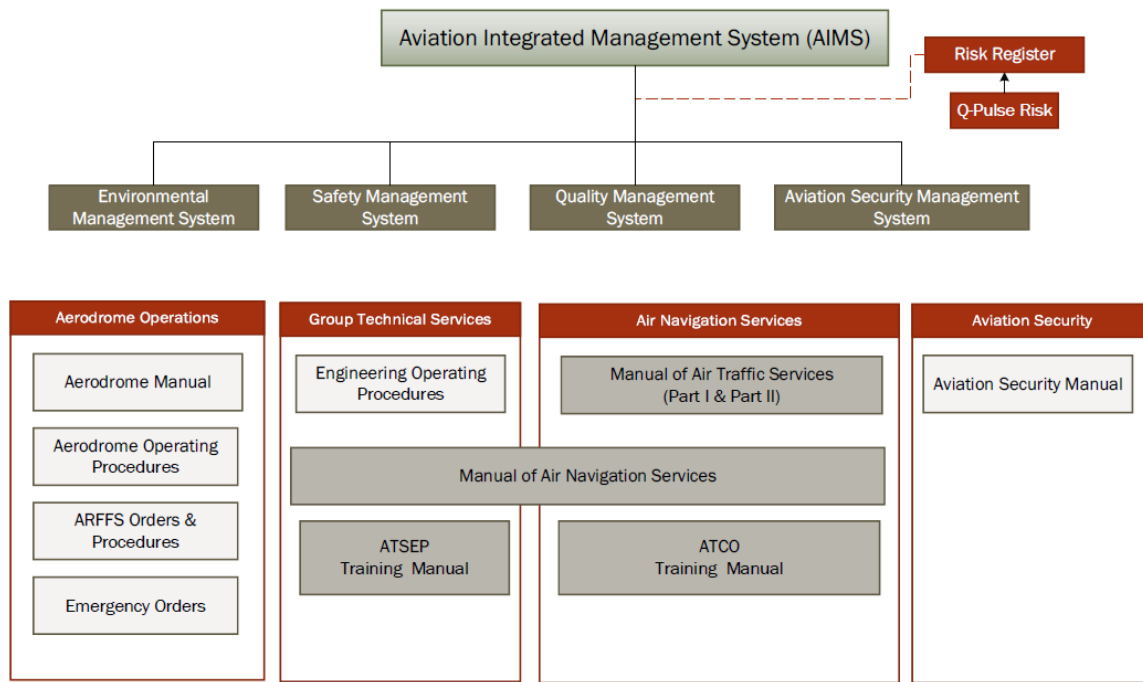 Aviation Integrated Management System (AIMS)
Risk Register
Q-Pulse Risk
Environmental
Management System
Safety Management
System
Quality Management
System
Aviation Security Management
System
Aerodrome Operations
Aerodrome Manual
Aerodrome Operating
Procedures
ARFFS Orders &
Procedures
Emergency Orders
Group Technical Services
Engineering Operating
Procedures
Air Navigation Services
Manual of Air Traffic Services
(Part I & Part II)
Manual of Air Navigation Services
ATSEP
Training Manual
ATCO
Training Manual
Aviation Security
Aviation Security Manual